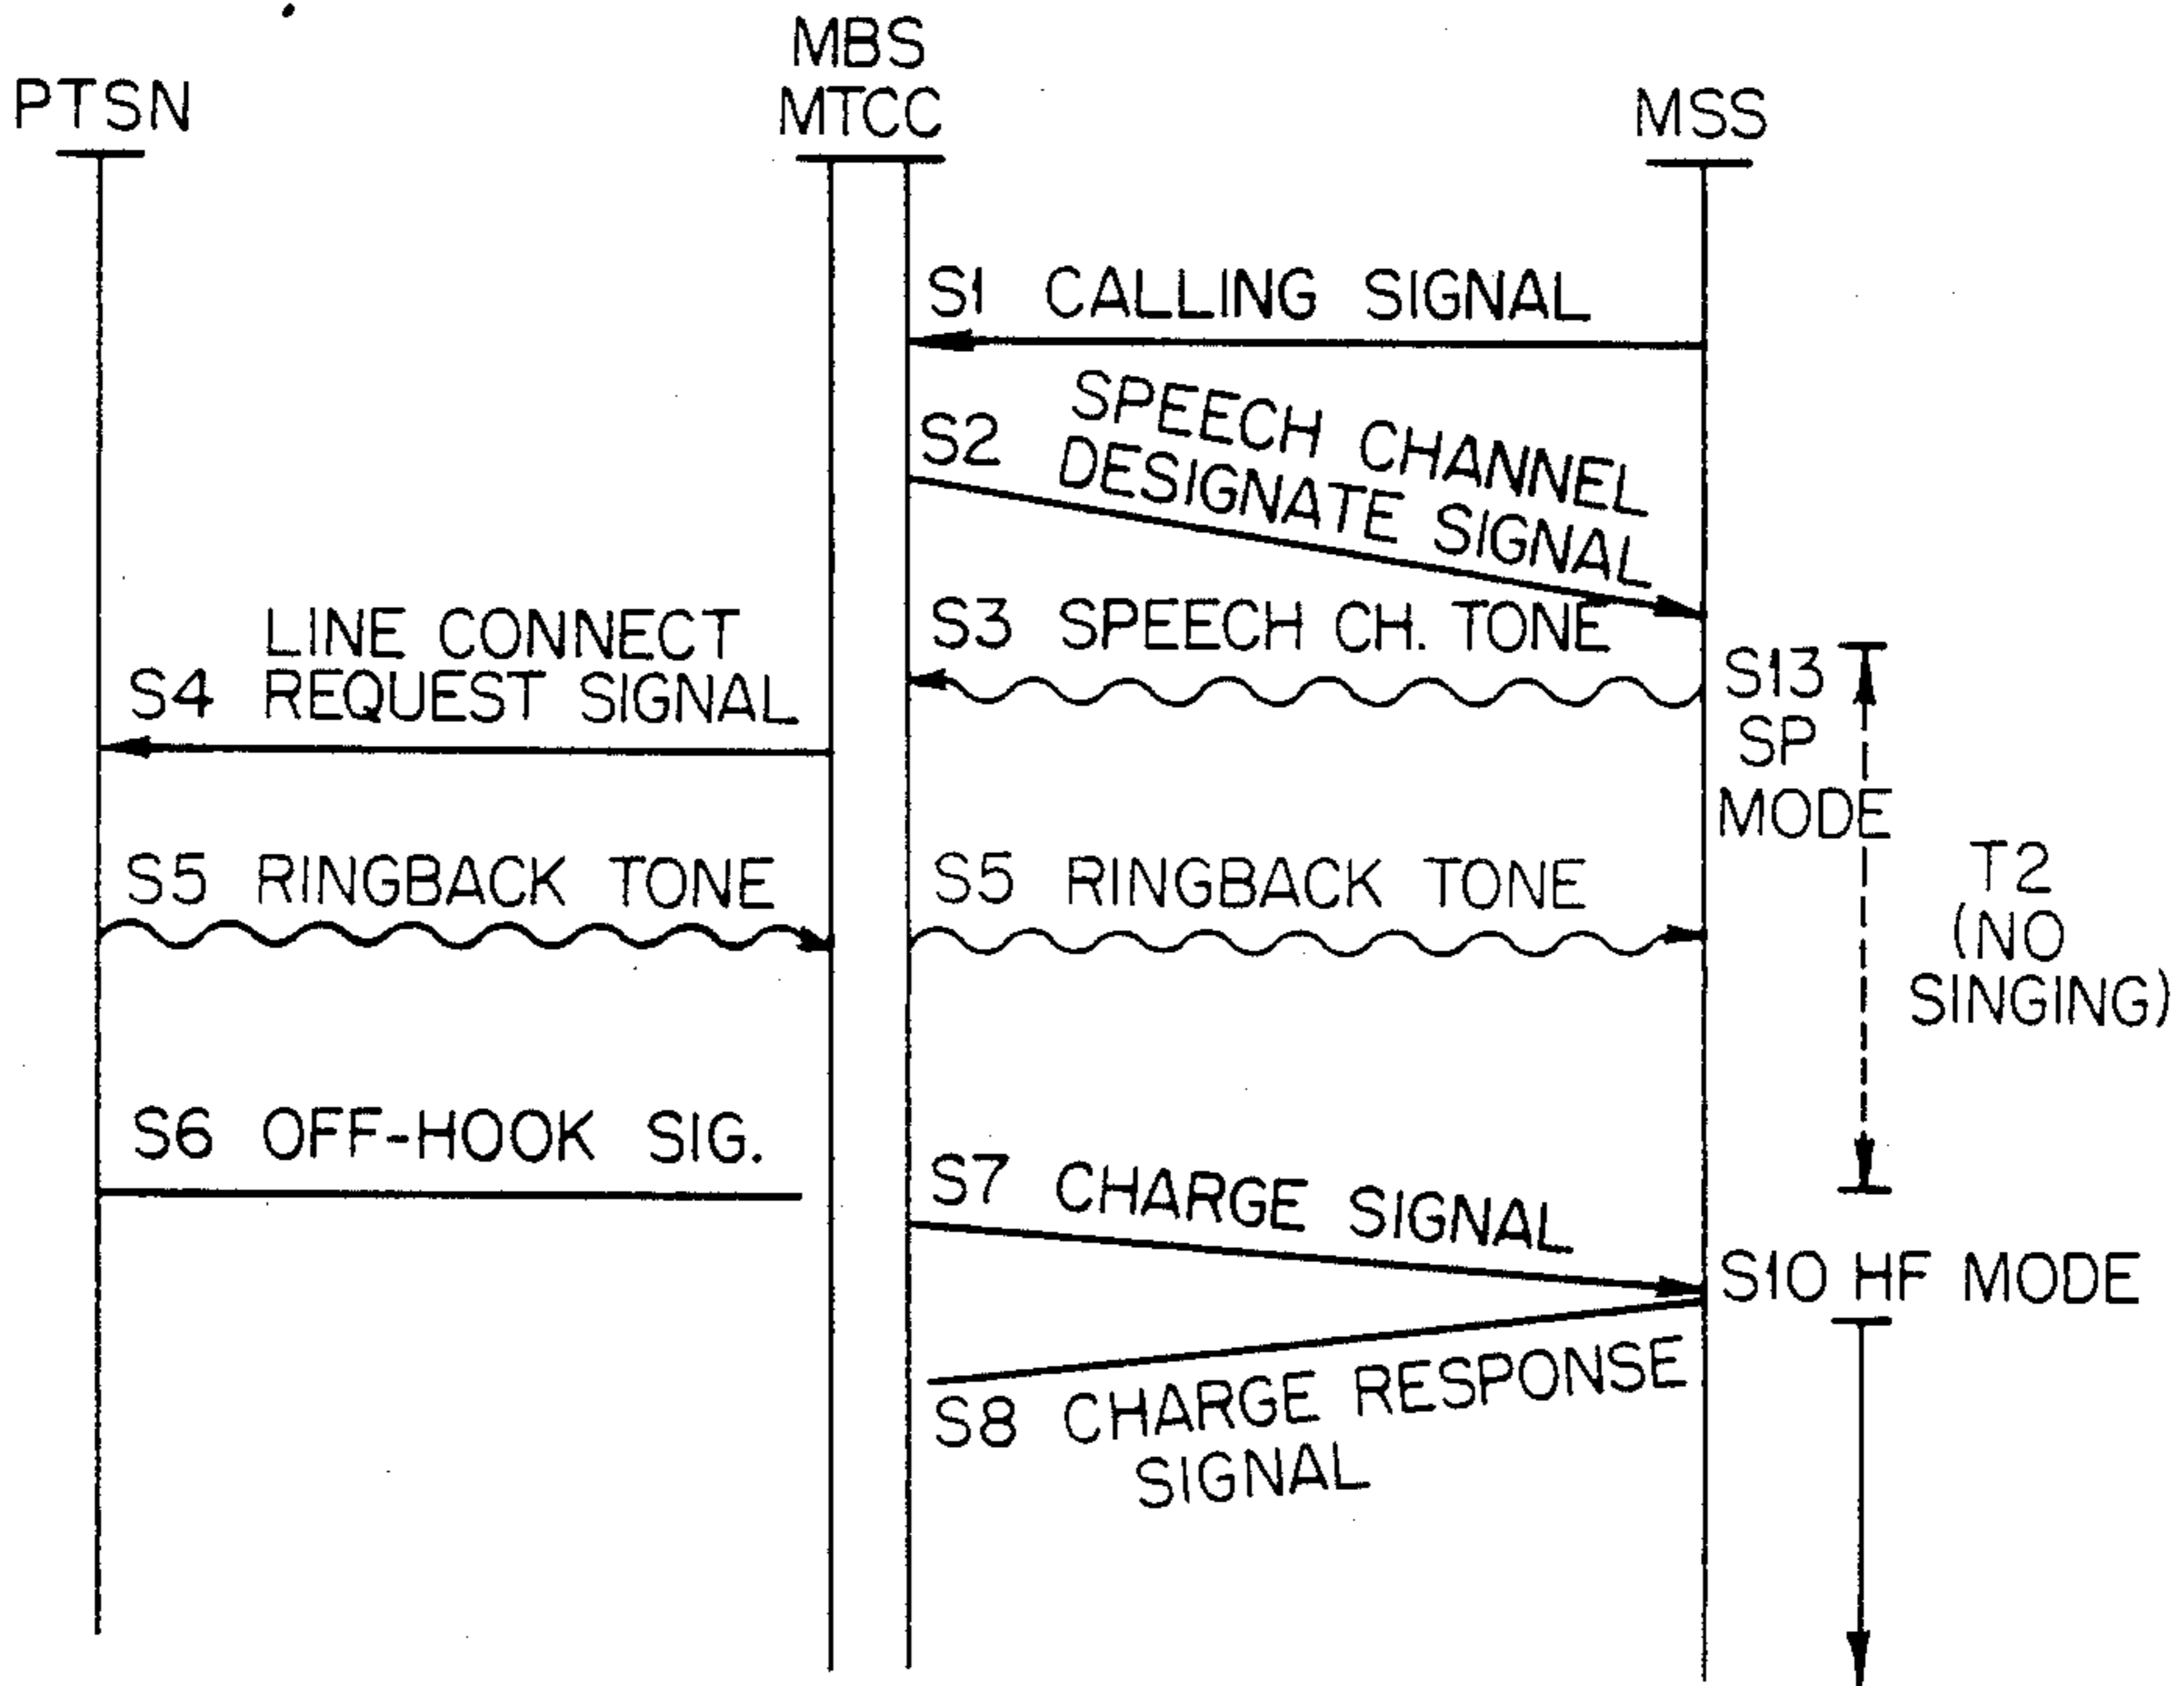 PTSN
MBS
MTCC
MSS
S1 CALLING SIGNAL
S2 SPEECH CHANNEL
DESIGNATE SIGNAL
S3 SPEECH CH. TONE
LINE CONNECT
S4 REQUEST SIGNAL
S13
SP
MODE
S5 RINGBACK TONE
S5 RINGBACK TONE
T2
(NO
SINGING)
S6 OFF-HOOK SIG.
S7 CHARGE SIGNAL
S10 HF MODE
S8 CHARGE RESPONSE
SIGNAL